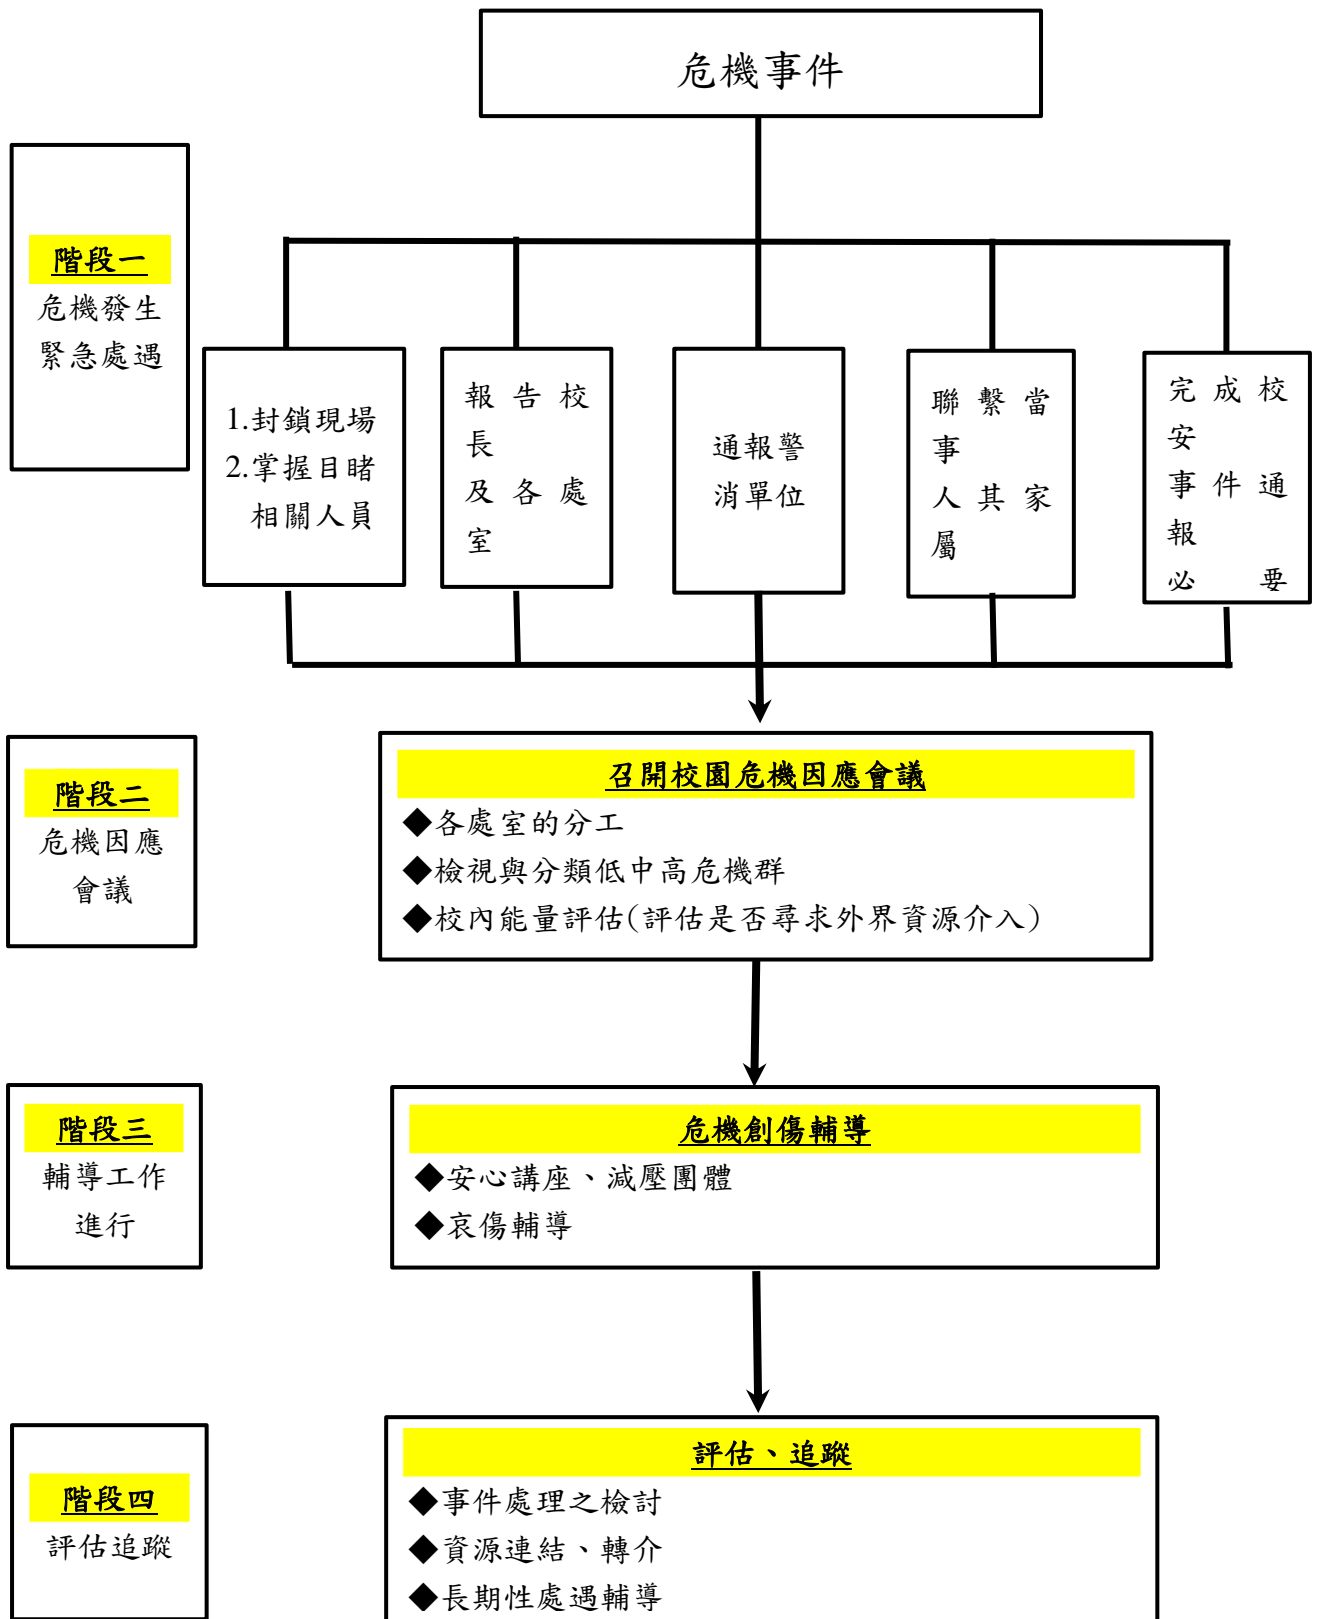 危機事件
階段一
危機發生
緊急處遇
1.封鎖現場
2.掌握目睹
相關人員
報告校
長
及各處
室
通報警
消單位
聯繫當
事
人其家
屬
完成校
安
事件通
報
必要
階段二
危機因應
會議
召開校園危機因應會議
◆各處室的分工
◆檢視與分類低中高危機群
◆校內能量評估(評估是否尋求外界資源介入)
階段三
輔導工作
進行
危機創傷輔導
◆安心講座、減壓團體
◆哀傷輔導
階段四
評估追蹤
評估、追蹤
◆事件處理之檢討
◆資源連結、轉介
◆長期性處遇輔導